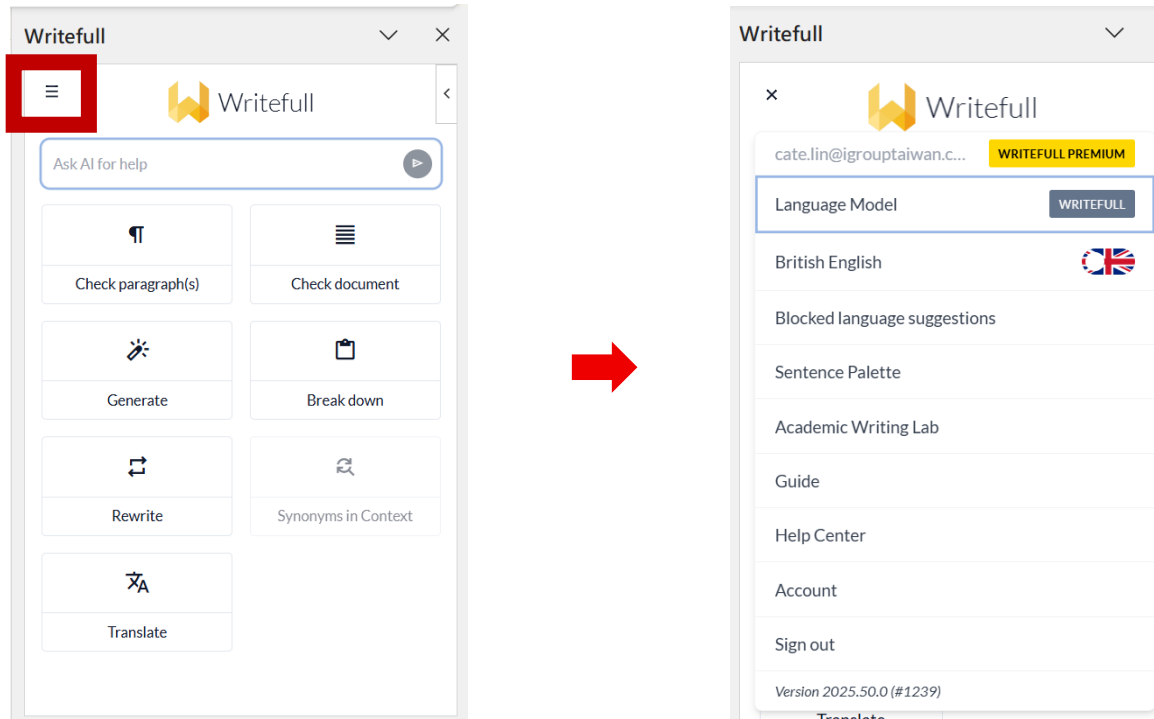 Writefull
Writefull
Ask AI for help
Check paragraph(s)
Check document
Generate
Break down
Rewrite
Synonyms in Context
Translate
Writefull
Writefull
cate.lin@igrouptaiwan.c...
WRITEFULL PREMIUM
Language Model
WRITEFULL
British English
Blocked language suggestions
Sentence Palette
Academic Writing Lab
Guide
Help Center
Account
Sign out
Version 2025.50.0 (#1239)
Translate